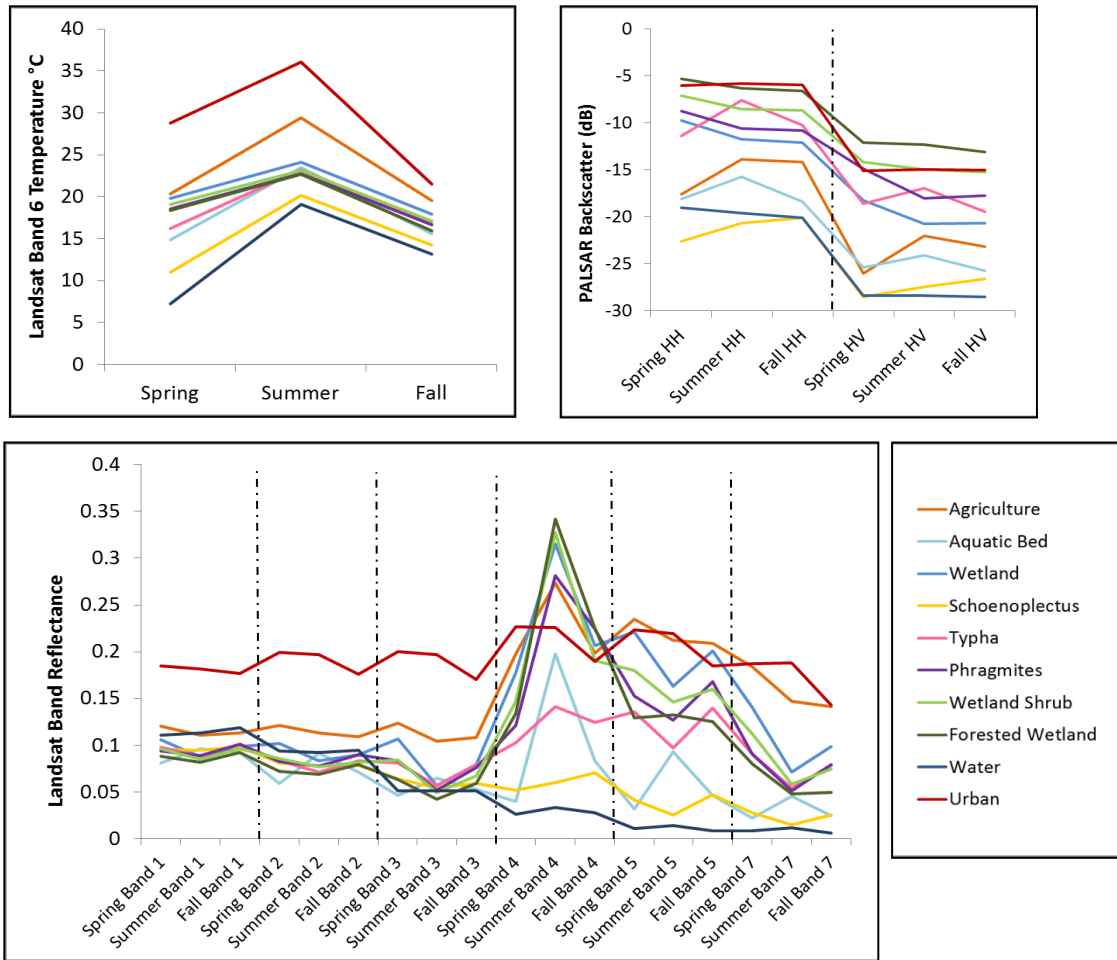 Landsat Band 6 Temperature °C
40
35
30
25
20
15
10
5
0
Spring
Summer
Fall
PALSAR Backscatter (dB)
0
-5
-10
-15
-20
-25
-30
Spring HH
Summer HH
Fall HH
Spring HV
Summer HV
Fall HV
Landsat Band Reflectance
0.4
0.35
0.3
0.25
0.2
0.15
0.1
0.05
0
Spring Band 1
Summer Band 1
Fall Band 1
Spring Band 2
Summer Band 2
Fall Band 2
Spring Band 3
Summer Band 3
Fall Band 3
Spring Band 4
Summer Band 4
Fall Band 4
Spring Band 5
Summer Band 5
Fall Band 5
Spring Band 7
Summer Band 7
Fall Band 7
Agriculture
Aquatic Bed
Wetland
Schoenoplectus
Typha
Phragmites
Wetland Shrub
Forested Wetland
Water
Urban